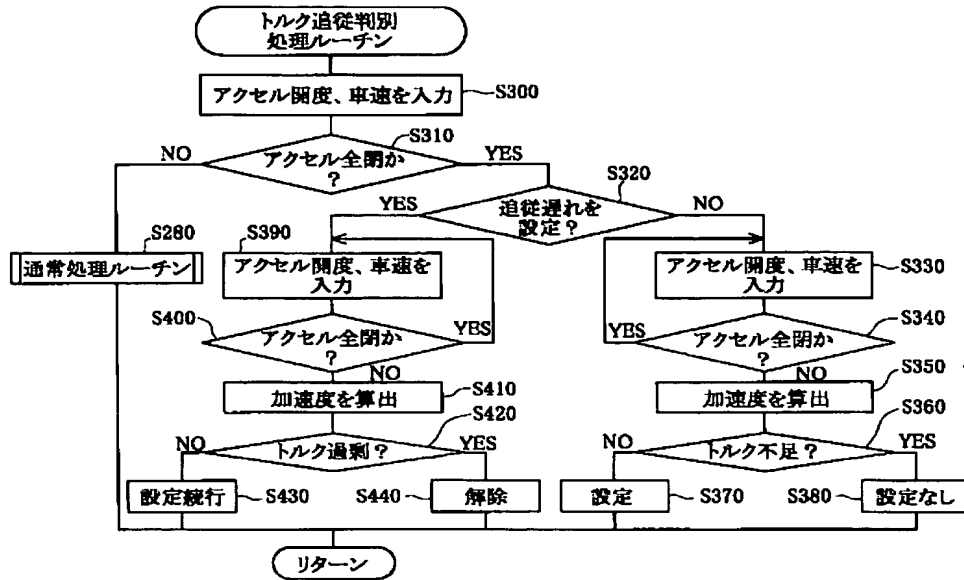 トルク追従判別
処理ルーチン
アクセル開度、車速を入力
S300
S310
NO
アクセル全閉か
?
YES
S320
YES
追従遅れを
設定?
NO
S280
通常処理ルーチン
S390
アクセル開度、車速を
入力
アクセル開度、車速を
入力
S330
S400
アクセル全閉か
?
YES
NO
YES
アクセル全閉か
?
S340
NO
加速度を算出
S410
加速度を算出
S350
S420
NO
トルク過剰?
YES
S360
NO
トルク不足?
YES
設定続行
S430
S440
解除
設定
S370
S380
設定なし
リターン